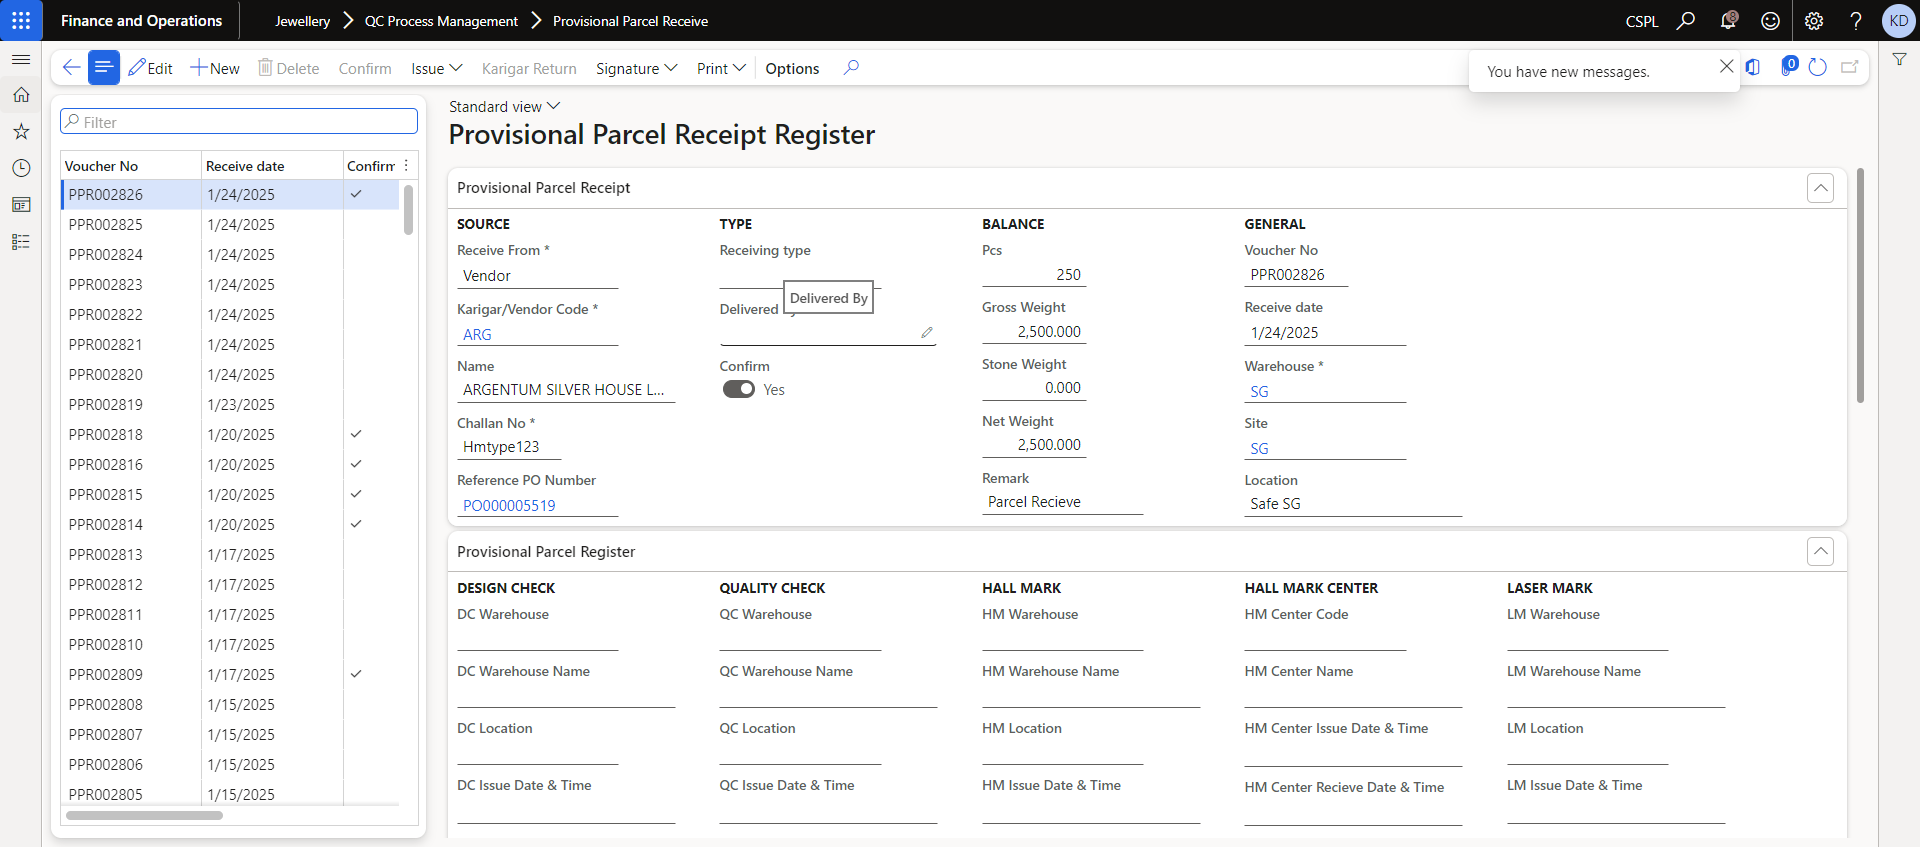 Finance and Operations
Jewellery > QC Process Management > Provisional Parcel Receive
CSPL
8
KD
Edit
New
Delete
Confirm
Issue
Karigar Return
Signature
Print
Options
You have new messages.
0
Filter
Voucher No Receive date Confirm
PPR002826 1/24/2025
PPR002825 1/24/2025
PPR002824 1/24/2025
PPR002823 1/24/2025
PPR002822 1/24/2025
PPR002821 1/24/2025
PPR002820 1/24/2025
PPR002819 1/23/2025
PPR002818 1/20/2025
PPR002816 1/20/2025
PPR002815 1/20/2025
PPR002814 1/20/2025
PPR002813 1/17/2025
PPR002812 1/17/2025
PPR002811 1/17/2025
PPR002810 1/17/2025
PPR002809 1/17/2025
PPR002808 1/15/2025
PPR002807 1/15/2025
PPR002806 1/15/2025
PPR002805 1/15/2025
Standard view
Provisional Parcel Receipt Register
Provisional Parcel Receipt
SOURCE
Receive From *
Vendor
Karigar/Vendor Code *
ARG
Name
ARGENTUM SILVER HOUSE L...
Challan No *
Hmtype123
Reference PO Number
PO000005519
TYPE
Receiving type
Delivered By
Delivered
Confirm
Yes
BALANCE
Pcs
250
Gross Weight
2,500.000
Stone Weight
0.000
Net Weight
2,500.000
Remark
Parcel Recieve
GENERAL
Voucher No
PPR002826
Receive date
1/24/2025
Warehouse *
SG
Site
SG
Location
Safe SG
Provisional Parcel Register
DESIGN CHECK
DC Warehouse
DC Warehouse Name
DC Location
DC Issue Date & Time
QUALITY CHECK
QC Warehouse
QC Warehouse Name
QC Location
QC Issue Date & Time
HALL MARK
HM Warehouse
HM Warehouse Name
HM Location
HM Issue Date & Time
HALL MARK CENTER
HM Center Code
HM Center Name
HM Center Issue Date & Time
HM Center Recieve Date & Time
LASER MARK
LM Warehouse
LM Warehouse Name
LM Location
LM Issue Date & Time